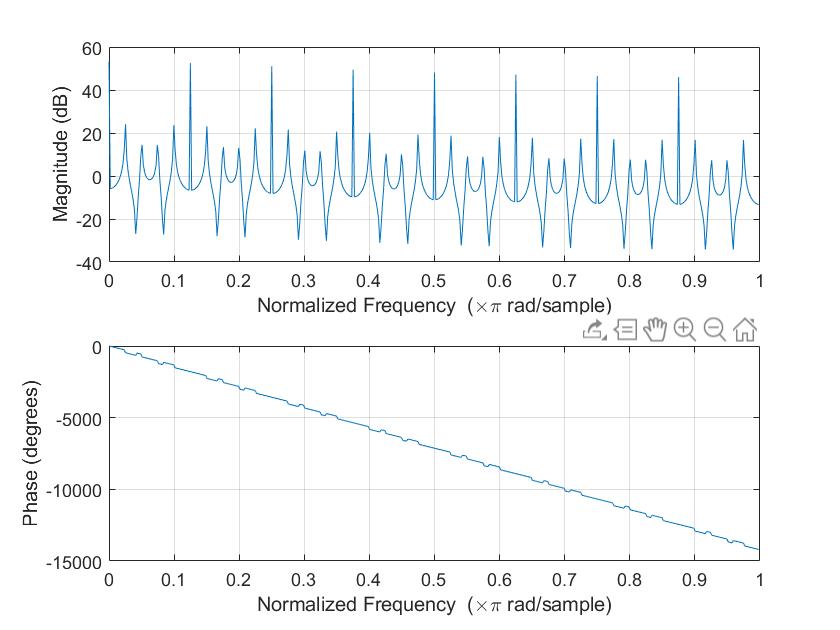 60
40
20
0
-20
-40
Magnitude (dB)
0 0.1 0.2 0.3 0.4 0.5 0.6 0.7 0.8 0.9 1
Normalized Frequency (×π rad/sample)
0
-5000
-10000
-15000
Phase (degrees)
0 0.1 0.2 0.3 0.4 0.5 0.6 0.7 0.8 0.9 1
Normalized Frequency (×π rad/sample)